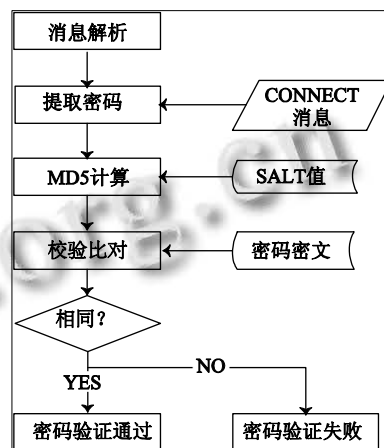 消息解析
提取密码
CONNECT
消息
MD5计算
SALT值
校验比对
密码密文
相同?
NO
YES
密码验证通过
密码验证失败
org.cn